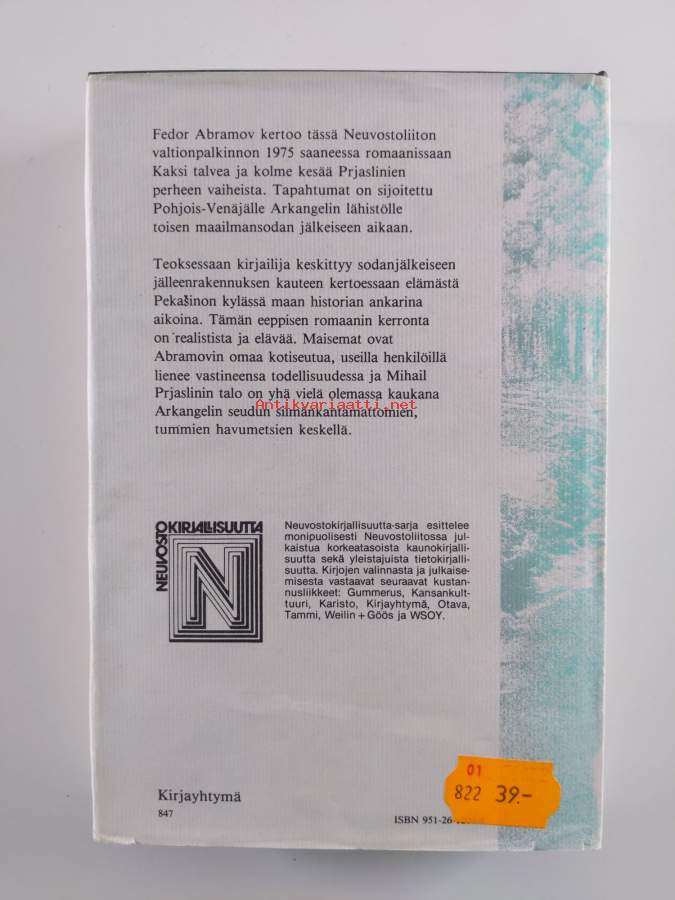 Fedor Abramov kertoo tässä Neuvostoliiton
valtionpalkinnon 1975 saaneessa romaanissaan
Kaksi talvea ja kolme kesää Prjaslinien
perheen vaiheista. Tapahtumat on sijoitettu
Pohjois-Venäjälle Arkangelin lähistölle
toisen maailmansodan jälkeiseen aikaan.
Teoksessaan kirjailija keskittyy sodanjälkeiseen
jälleenrakennuksen kauteen kertoessaan elämästä
Pekašinon kylässä maan historian ankarina
aikoina. Tämän eeppisen romaanin kerronta
on realistista ja elävää. Maisemat ovat
Abramovin omaa kotiseutua, useilla henkilöillä
lienee vastineensa todellisuudessa ja Mihail
Prjaslinin talo on yhä vielä olemassa kaukana
Antikvariaatti.net
Arkangelin seudun silmänkantamattomien,
tummien havumetsien keskellä.
NEUVOSTOKIRJALLISUUTTA
N
Neuvostokirjallisuutta-sarja esittelee
monipuolisesti Neuvostoliitossa jul-
kaistua korkeatasoista kaunokirjalli-
suutta sekä yleistajuista tietokirjalli-
suutta. Kirjojen valinnasta ja julkaise-
misesta vastaavat seuraavat kustan-
nusliikkeet: Gummerus, Kansankult-
tuuri, Karisto, Kirjayhtymä, Otava,
Tammi, Weilin+Göös ja WSOY.
01
822 39.-
Kirjayhtymä
847
ISBN 951-26-